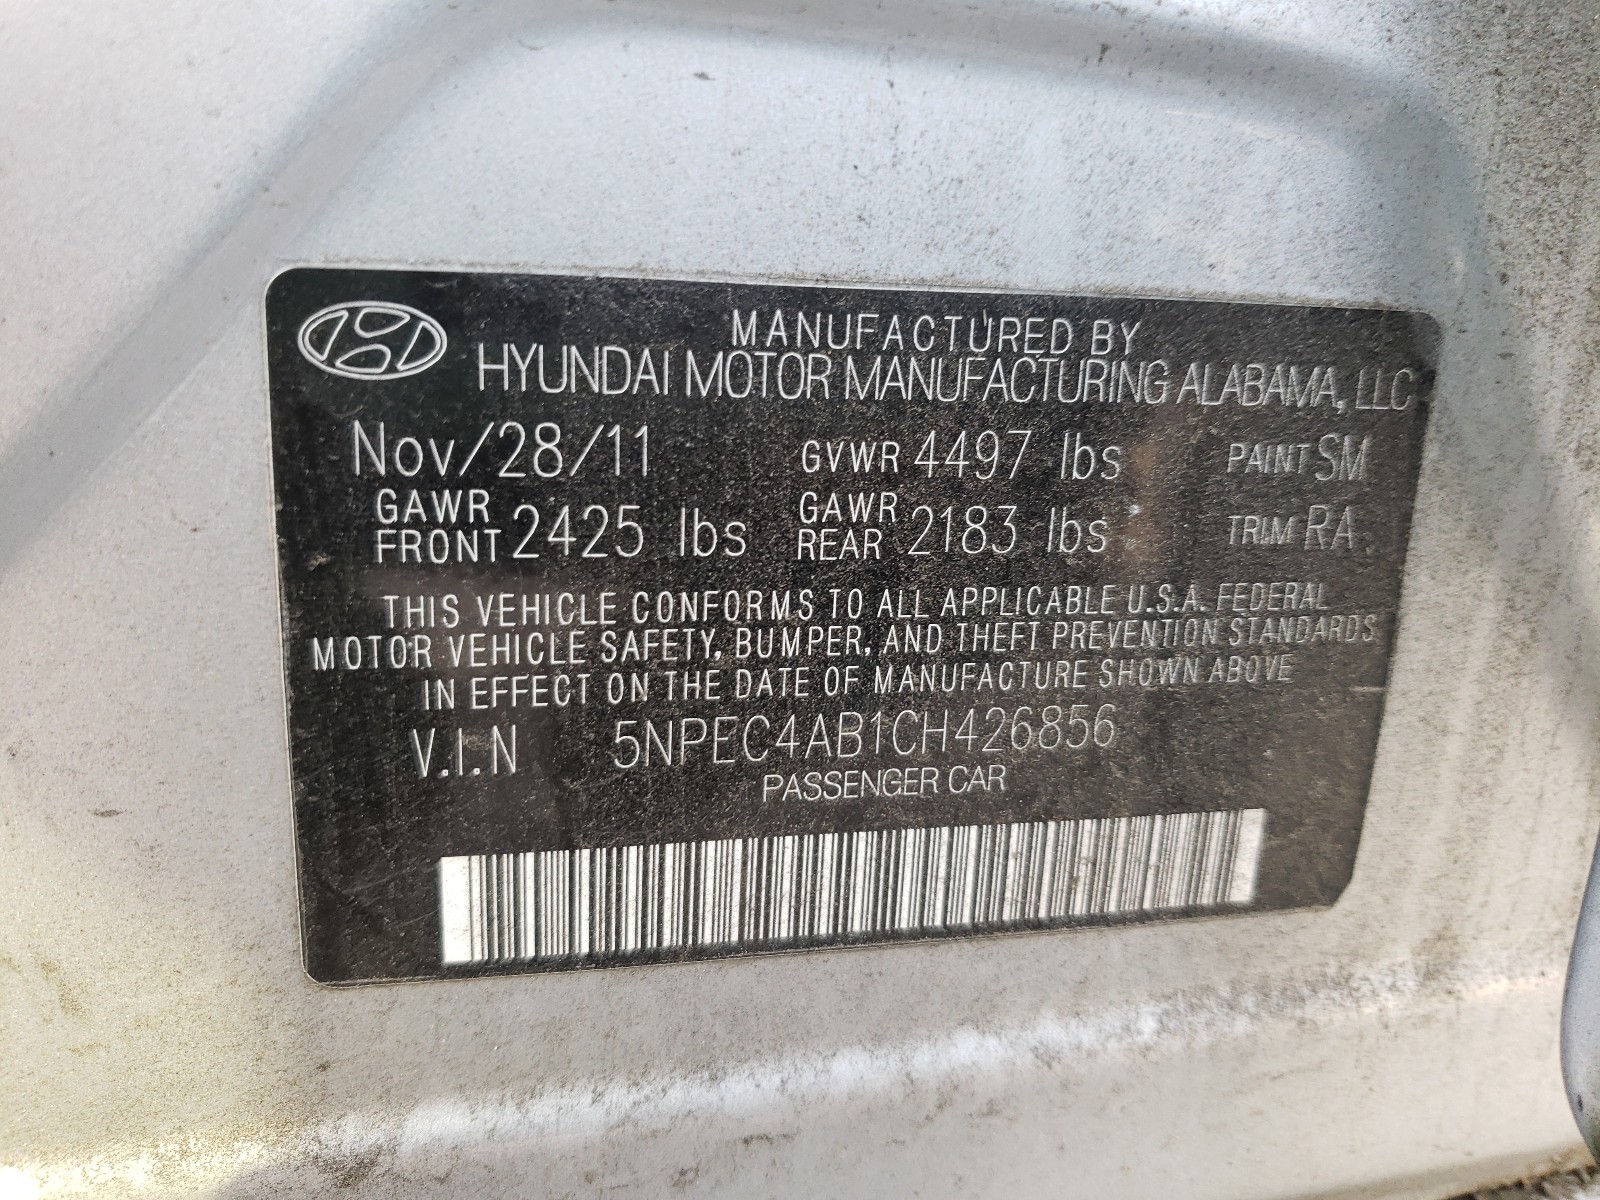 MANUFACTURED BY
HYUNDAI MOTOR MANUFACTURING ALABAMA, LLC
Nov/28/11 GVWR 4497 lbs PAINT SM
GAWR FRONT 2425 lbs GAWR REAR 2183 lbs TRIM RA
THIS VEHICLE CONFORMS TO ALL APPLICABLE U.S.A. FEDERAL
MOTOR VEHICLE SAFETY, BUMPER, AND THEFT PREVENTION STANDARDS
IN EFFECT ON THE DATE OF MANUFACTURE SHOWN ABOVE
V.I.N 5NPEC4AB1CH426856
PASSENGER CAR